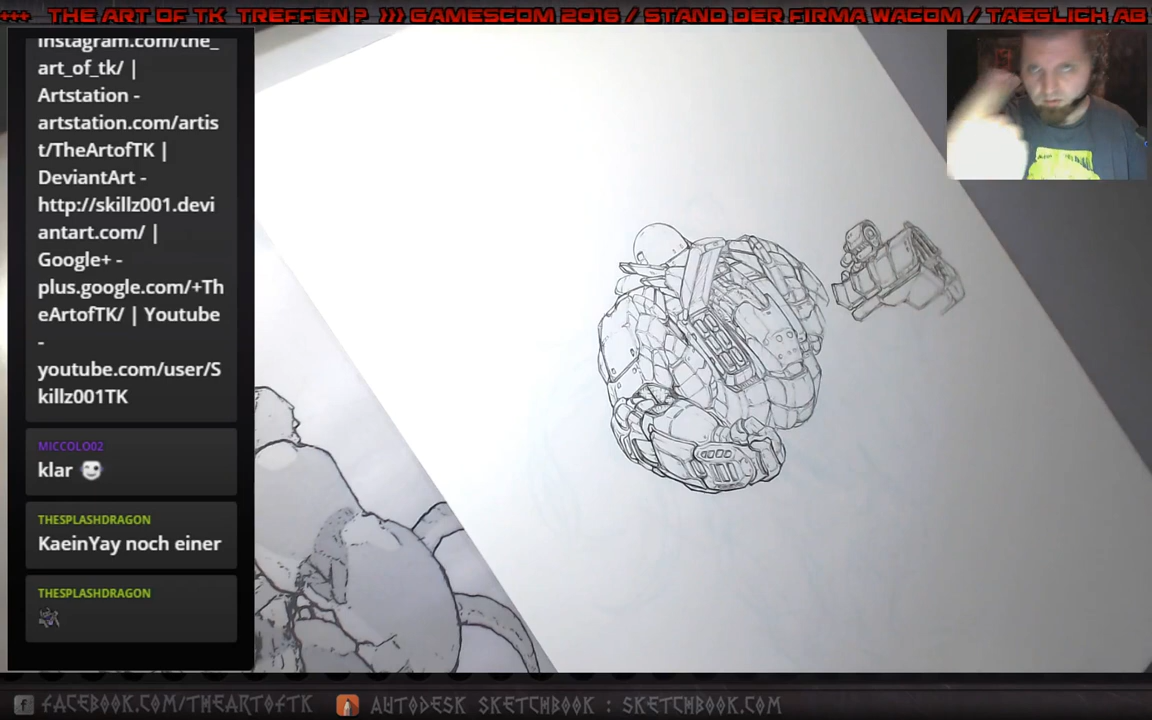 +++ THE ART OF TK TREFFEN ? >>> GAMESCOM 2016 / STAND DER FIRMA WACOM / TAEGLICH AB
instagram.com/the_
art_of_tk/ |
Artstation -
artstation.com/artis
t/TheArtofTK |
DeviantArt -
http://skillz001.devi
antart.com/ |
Google+ -
plus.google.com/+Th
eArtofTK/ | Youtube
-
youtube.com/user/S
killz001TK
MICCOLO02
klar
THESPLASHDRAGON
KaeinYay noch einer
THESPLASHDRAGON
FACEBOOK.COM/THEARTOFTK
AUTODESK SKETCHBOOK : SKETCHBOOK.COM